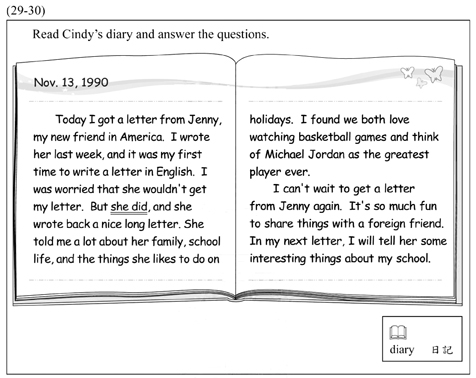 (29-30)
Read Cindy's diary and answer the questions.
Nov. 13, 1990
Today I got a letter from Jenny,
my new friend in America. I wrote
her last week, and it was my first
time to write a letter in English. I
was worried that she wouldn't get
my letter. But she did, and she
wrote back a nice long letter. She
told me a lot about her family, school
life, and the things she likes to do on
holidays. I found we both love
watching basketball games and think
of Michael Jordan as the greatest
player ever.
I can't wait to get a letter
from Jenny again. It's so much fun
to share things with a foreign friend.
In my next letter, I will tell her some
interesting things about my school.
diary 日記